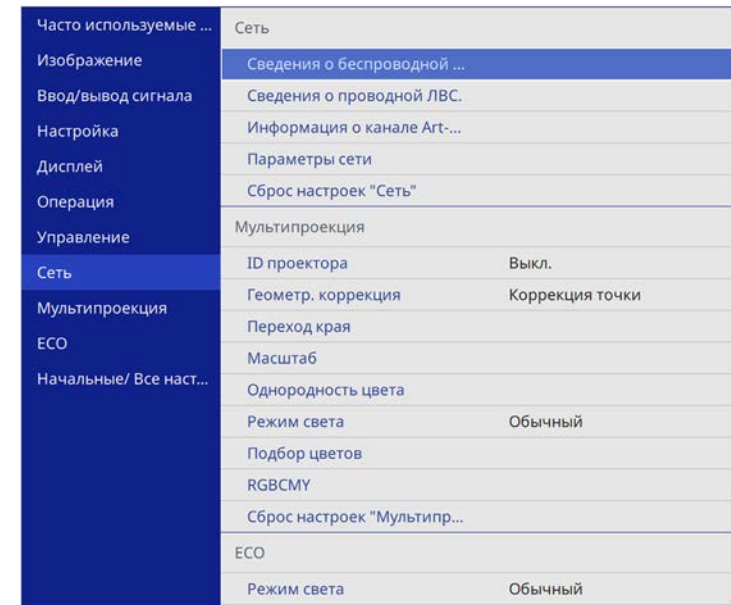 Часто используемые ...
Изображение
Ввод/вывод сигнала
Настройка
Дисплей
Операция
Управление
Сеть
Мультипроекция
ECO
Начальные/ Все наст...
Сеть
Сведения о беспроводной ...
Сведения о проводной ЛВС.
Информация о канале Art-...
Параметры сети
Сброс настроек "Сеть"
Мультипроекция
ID проектора Выкл.
Геометр. коррекция Коррекция точки
Переход края
Масштаб
Однородность цвета
Режим света Обычный
Подбор цветов
RGBCMY
Сброс настроек "Мультипр...
ECO
Режим света Обычный